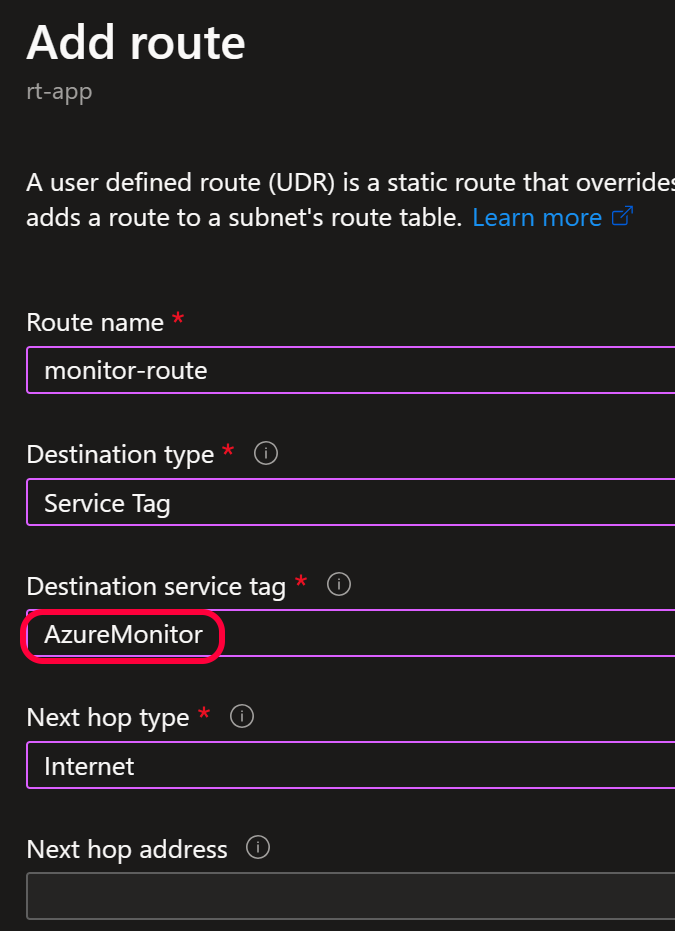 Add route
rt-app
A user defined route (UDR) is a static route that overrides
adds a route to a subnet's route table. Learn more
Route name *
monitor-route
Destination type *
Service Tag
Destination service tag *
AzureMonitor
Next hop type *
Internet
Next hop address